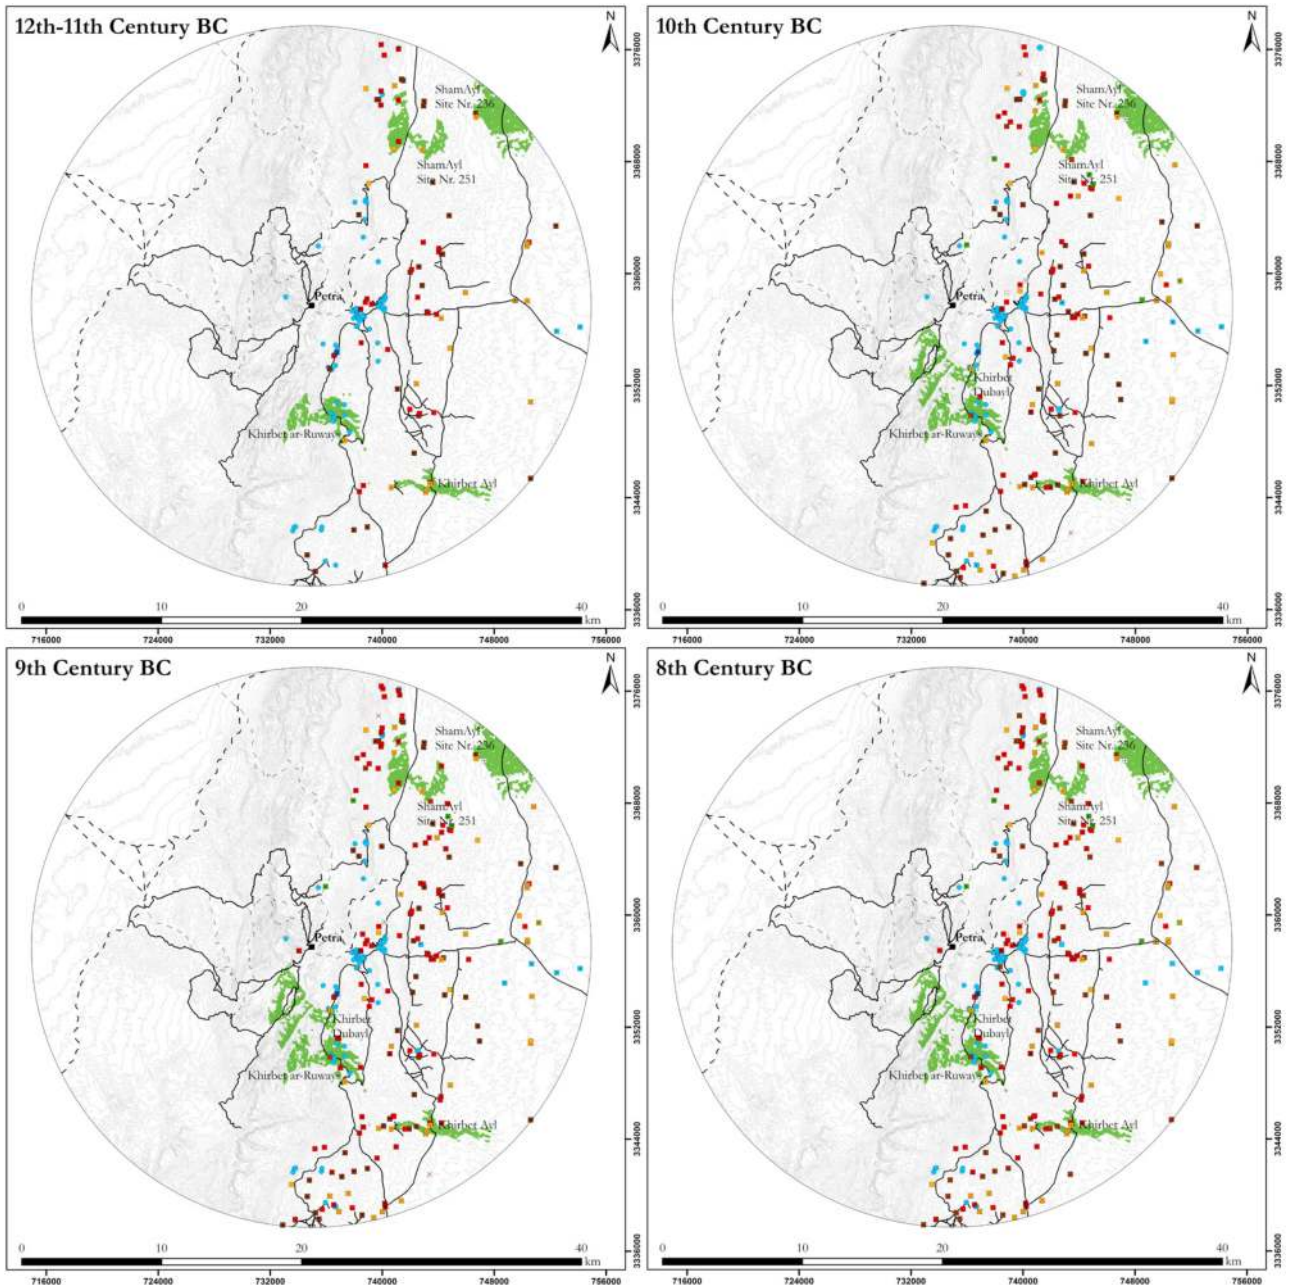 12th-11th Century BC
N
ShamAyl
Site Nr. 236
ShamAyl
Site Nr. 251
Petra
Khirbet ar-Ruways
Khirbet Ayl
0 10 20 40
km
716000 724000 732000 740000 748000 756000
3376000
3368000
3360000
3352000
3344000
3336000
10th Century BC
N
ShamAyl
Site Nr. 236
ShamAyl
Site Nr. 251
Petra
Khirbet
Dubayl
Khirbet ar-Ruways
Khirbet Ayl
0 10 20 40
km
716000 724000 732000 740000 748000 756000
3376000
3368000
3360000
3352000
3344000
3336000
9th Century BC
N
ShamAyl
Site Nr. 236
ShamAyl
Site Nr. 251
Petra
Khirbet
Dubayl
Khirbet ar-Ruways
Khirbet Ayl
0 10 20 40
km
716000 724000 732000 740000 748000 756000
3376000
3368000
3360000
3352000
3344000
3336000
8th Century BC
N
ShamAyl
Site Nr. 236
ShamAyl
Site Nr. 251
Petra
Khirbet
Dubayl
Khirbet ar-Ruways
Khirbet Ayl
0 10 20 40
km
716000 724000 732000 740000 748000 756000
3376000
3368000
3360000
3352000
3344000
3336000